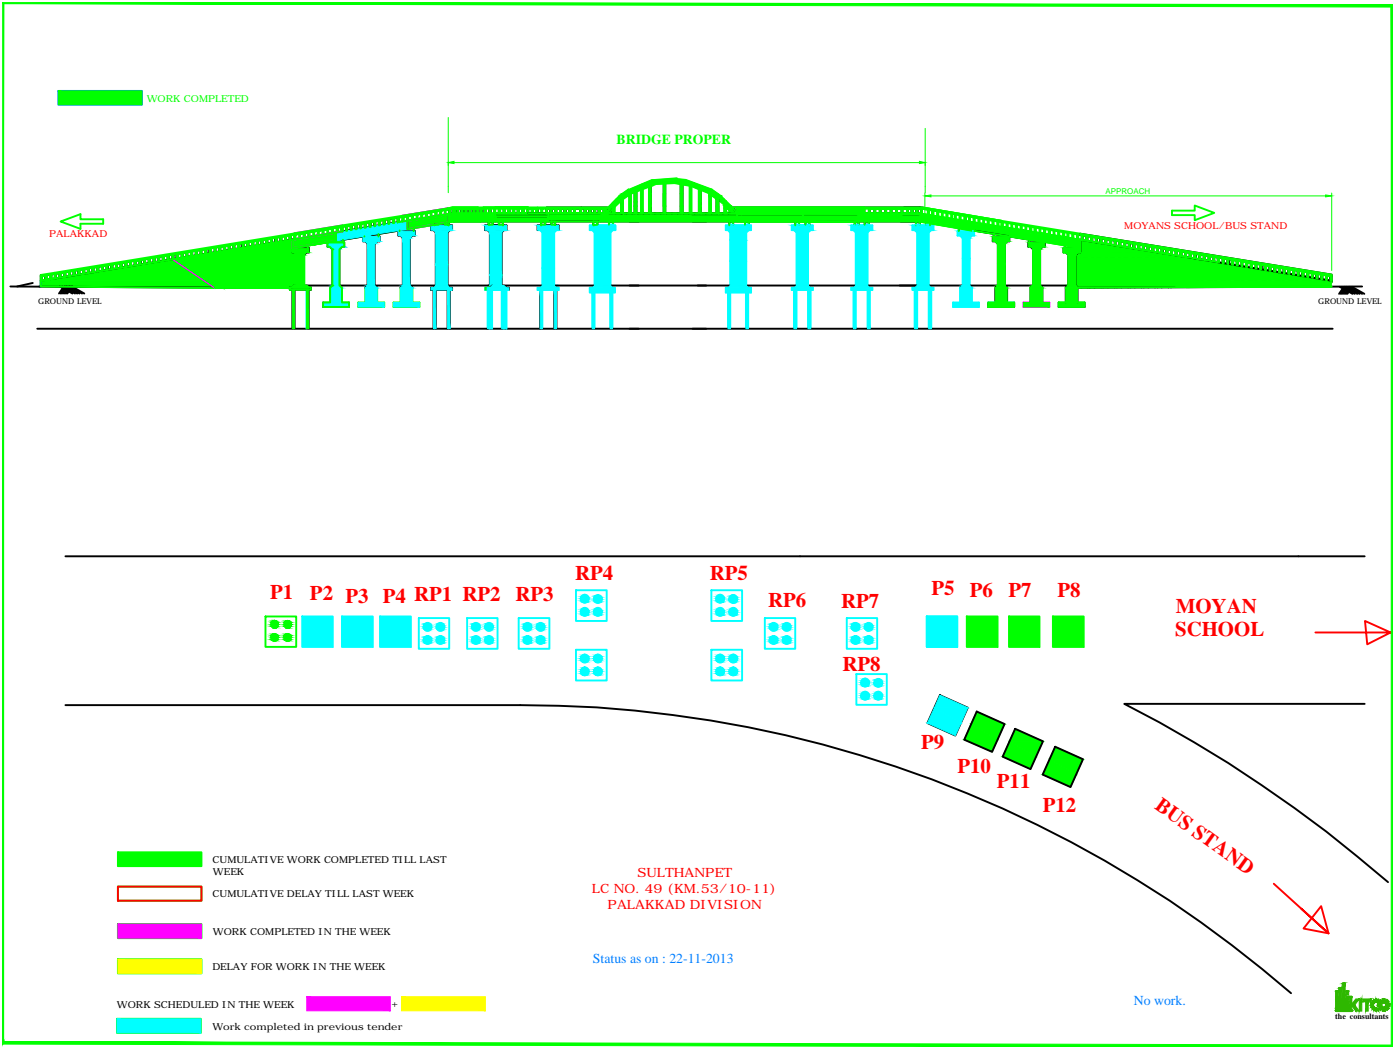 WORK COMPLETED
BRIDGE PROPER
APPROACH
PALAKKAD
MOYANS SCHOOL/BUS STAND
GROUND LEVEL
GROUND LEVEL
P1 P2 P3 P4 RP1 RP2 RP3 RP4 RP5 RP6 RP7 P5 P6 P7 P8
MOYAN
SCHOOL
RP8
P9
P10
P11
P12
BUS STAND
CUMULATIVE WORK COMPLETED TILL LAST
WEEK
CUMULATIVE DELAY TILL LAST WEEK
WORK COMPLETED IN THE WEEK
DELAY FOR WORK IN THE WEEK
WORK SCHEDULED IN THE WEEK +
Work completed in previous tender
SULTHANPET
LC NO. 49 (KM.53/10-11)
PALAKKAD DIVISION
Status as on : 22-11-2013
No work.
KITCO
the consultants